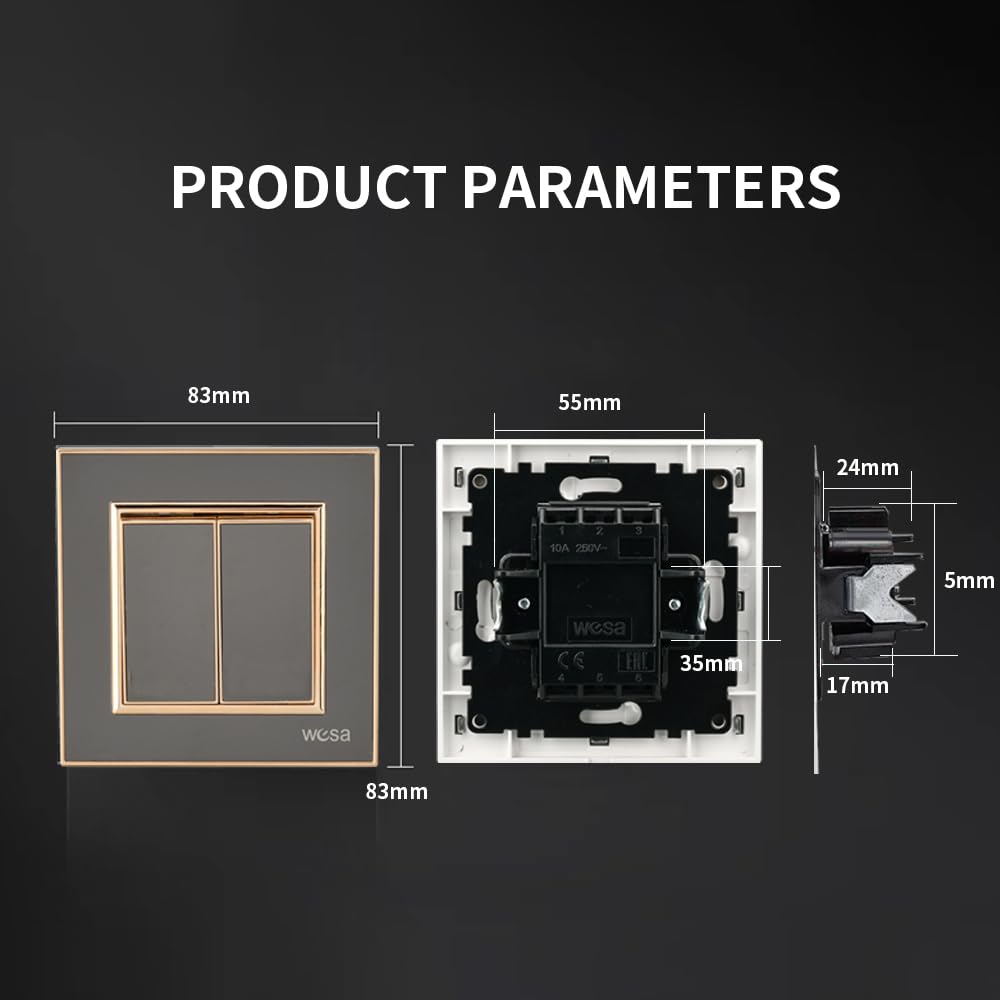 PRODUCT PARAMETERS
83mm
83mm
wesa
55mm
1 2 3
10A 250V~
wesa
CE EAC
4 5 6
35mm
24mm
5mm
17mm